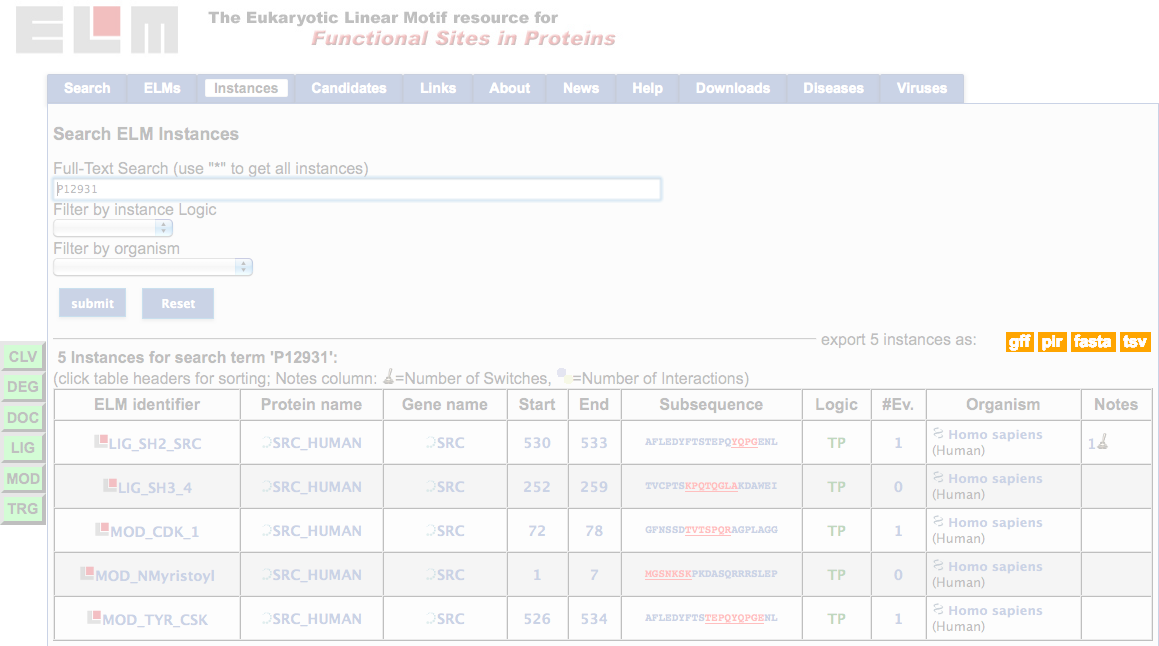 ELM The Eukaryotic Linear Motif resource for
Functional Sites in Proteins
Search ELMs Instances Candidates Links About News Help Downloads Diseases Viruses
Search ELM Instances
Full-Text Search (use "*" to get all instances)
P12931
Filter by instance Logic
Filter by organism
submit Reset
export 5 instances as: gff pir fasta tsv
CLV
DEG
DOC
LIG
MOD
TRG
5 Instances for search term 'P12931':
(click table headers for sorting; Notes column: =Number of Switches, =Number of Interactions)
ELM identifier Protein name Gene name Start End Subsequence Logic #Ev. Organism Notes
LIG_SH2_SRC SRC_HUMAN SRC 530 533 AFLEDYFTSTEPQYQPGENL TP 1 Homo sapiens 1
(Human)
LIG_SH3_4 SRC_HUMAN SRC 252 259 TVCPTSKPQTQGLAKDAWEI TP 0 Homo sapiens
(Human)
MOD_CDK_1 SRC_HUMAN SRC 72 78 GFNSSDTVTSPQRAGPLAGG TP 1 Homo sapiens
(Human)
MOD_NMyristoyl SRC_HUMAN SRC 1 7 MGSNKSKPKDASQRRRSLEP TP 0 Homo sapiens
(Human)
MOD_TYR_CSK SRC_HUMAN SRC 526 534 AFLEDYFTSTEPQYQPGENL TP 1 Homo sapiens
(Human)